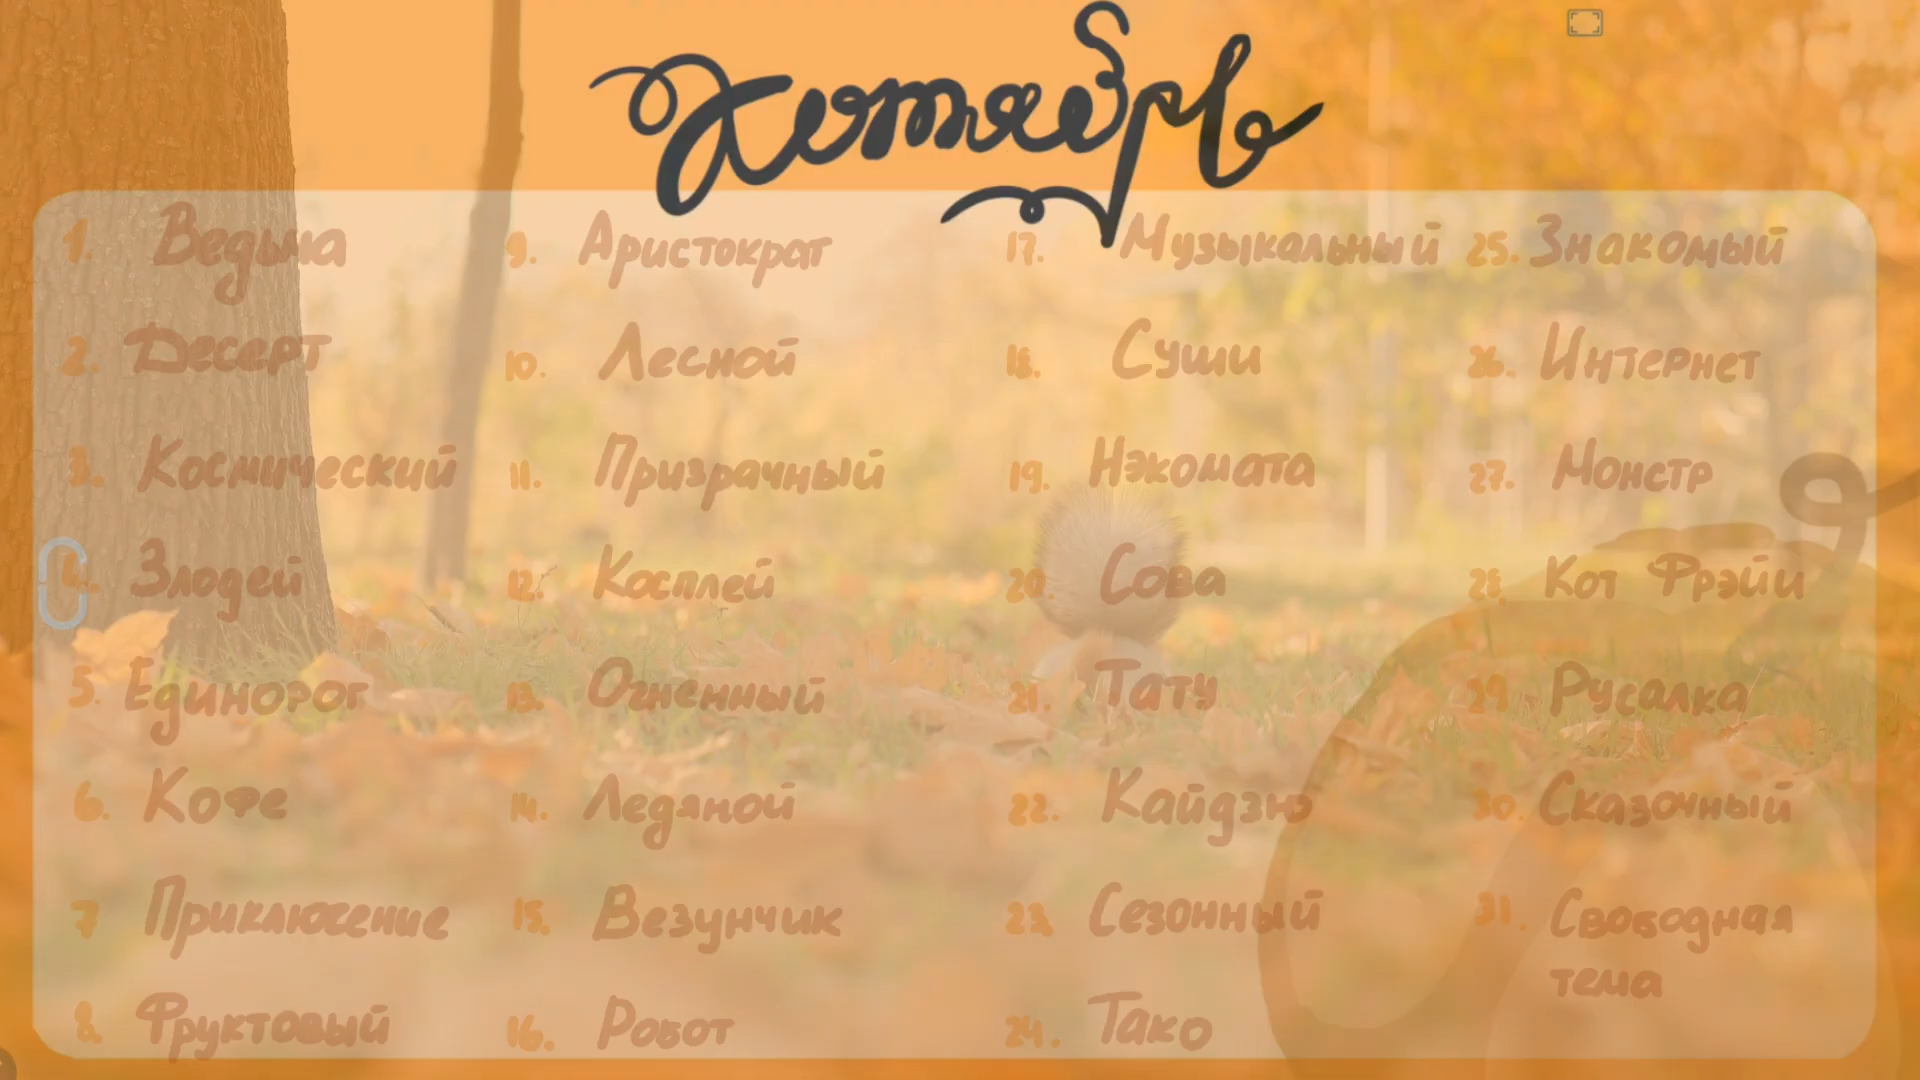 Котябрь
1. Ведьма
2. Десерт
3. Космический
4. Злодей
5. Единорог
6. Кофе
7 Приключение
8. Фруктовый
9. Аристократ
10. Лесной
11. Призрачный
12. Косплей
13. Огненный
14. Ледяной
15. Везунчик
16. Робот
17. Музыкальный
18. Суши
19. Нэкомата
20. Сова
21. Тату
22. Кайдзю
23. Сезонный
24. Тако
25. Знакомый
26. Интернет
27. Монстр
28. Кот Фрэйи
29 Русалка
30. Сказочный
31. Свободная
тема